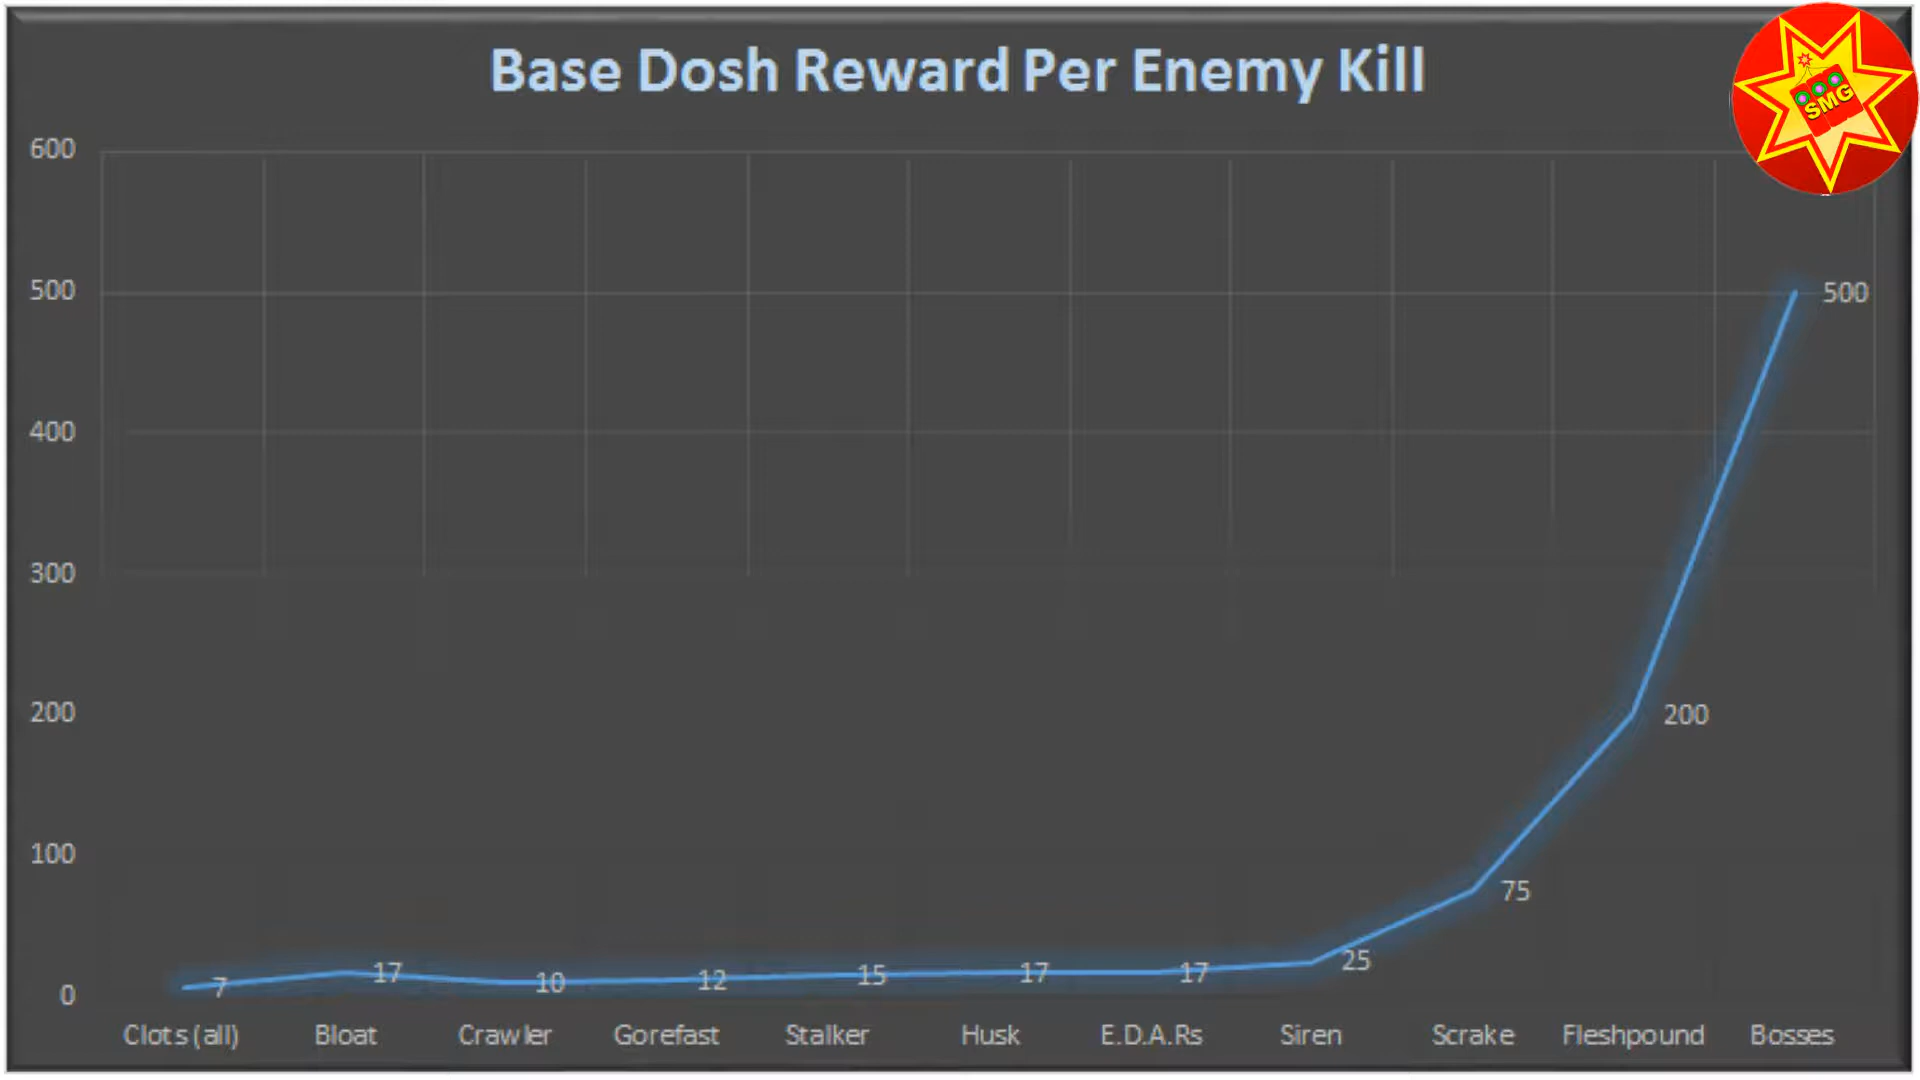 Base Dosh Reward Per Enemy Kill
SMG
600
500
400
300
200
100
0
7
17
10
12
15
17
17
25
75
200
500
Clots (all)
Bloat
Crawler
Gorefast
Stalker
Husk
E.D.A.Rs
Siren
Scrake
Fleshpound
Bosses